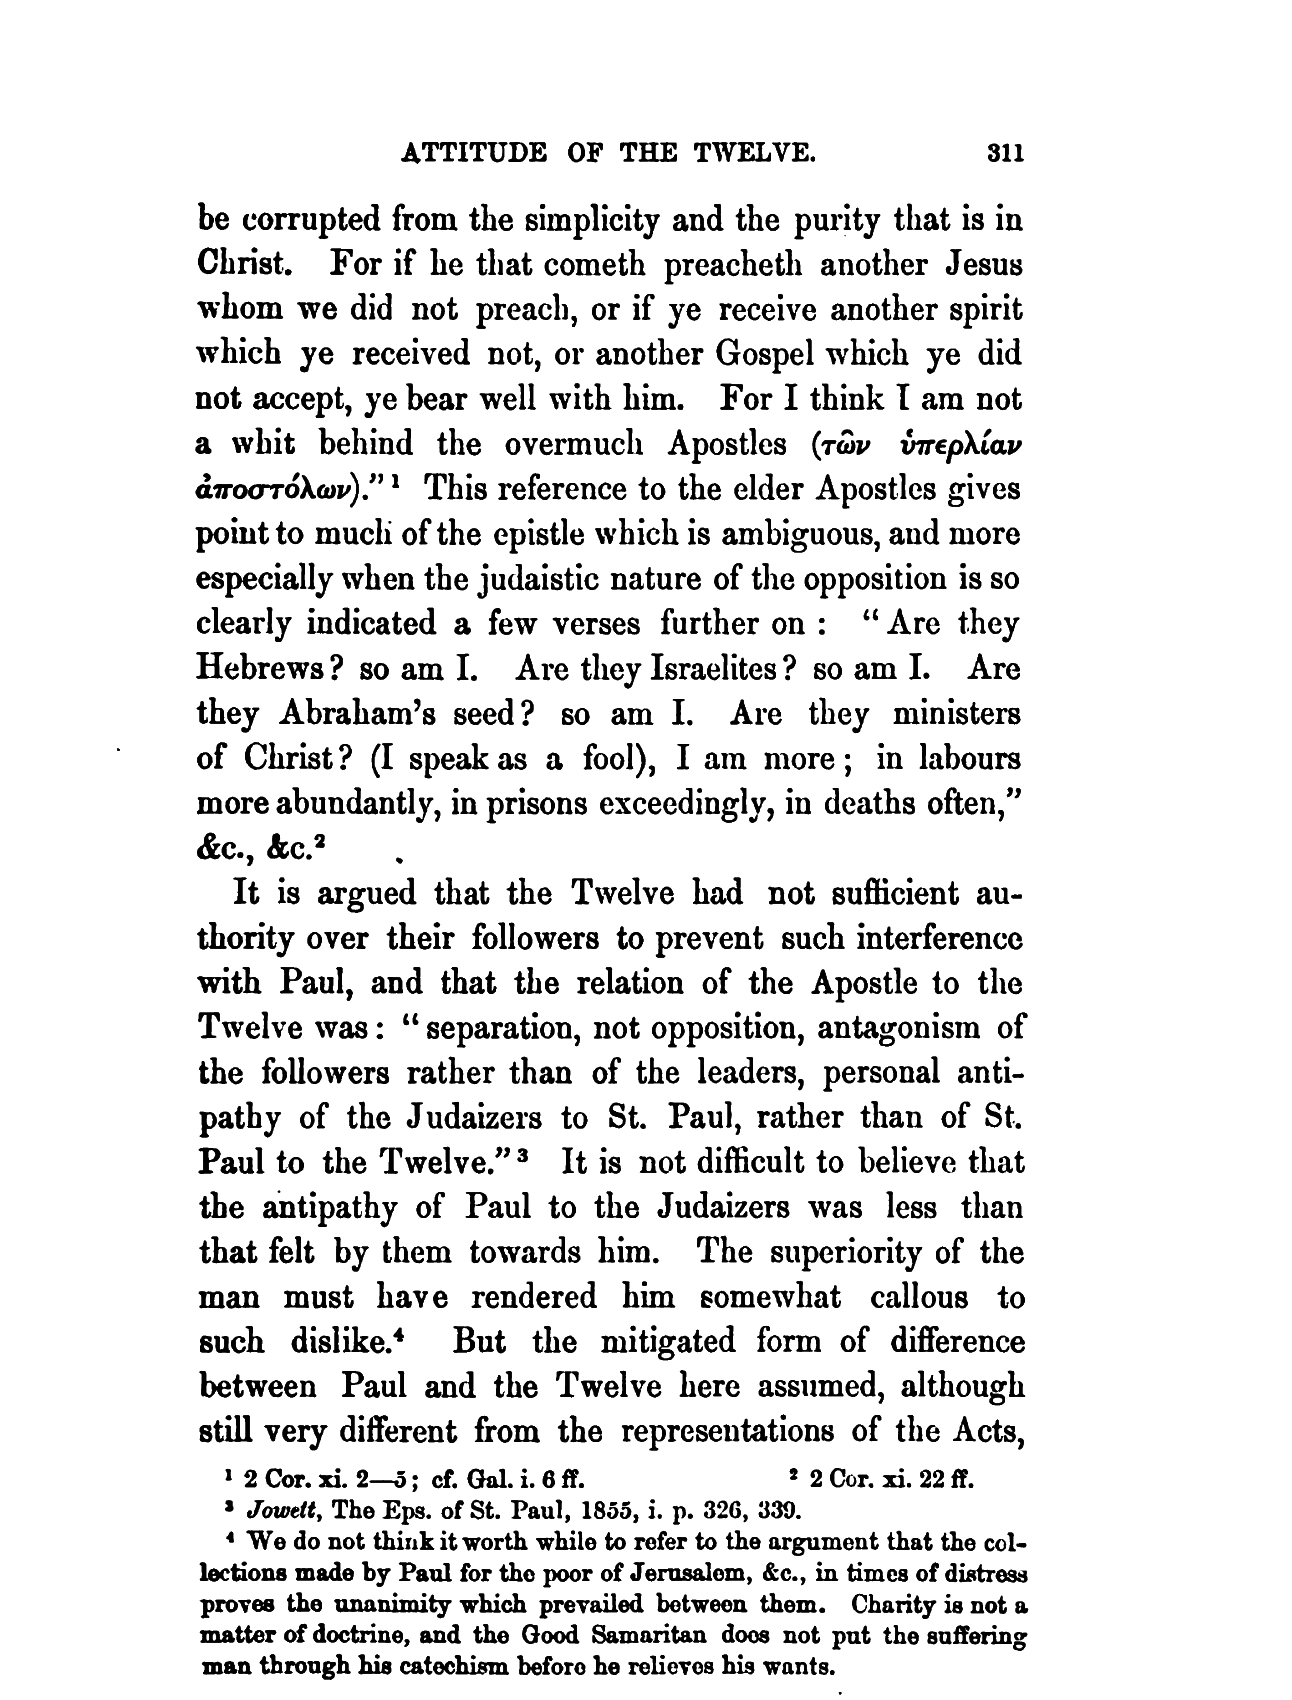 ATTITUDE OF THE TWELVE. 311
be corrupted from the simplicity and the purity that is in
Christ. For if he that cometh preacheth another Jesus
whom we did not preach, or if ye receive another spirit
which ye received not, or another Gospel which ye did
not accept, ye bear well with him. For I think I am not
a whit behind the overmuch Apostles (τῶν ὑπερλίαν
ἀποστόλων)." ¹ This reference to the elder Apostles gives
point to much of the epistle which is ambiguous, and more
especially when the judaistic nature of the opposition is so
clearly indicated a few verses further on : " Are they
Hebrews ? so am I. Are they Israelites ? so am I. Are
they Abraham's seed ? so am I. Are they ministers
of Christ ? (I speak as a fool), I am more ; in labours
more abundantly, in prisons exceedingly, in deaths often,"
&c., &c.²
It is argued that the Twelve had not sufficient au-
thority over their followers to prevent such interference
with Paul, and that the relation of the Apostle to the
Twelve was : " separation, not opposition, antagonism of
the followers rather than of the leaders, personal anti-
pathy of the Judaizers to St. Paul, rather than of St.
Paul to the Twelve." ³ It is not difficult to believe that
the antipathy of Paul to the Judaizers was less than
that felt by them towards him. The superiority of the
man must have rendered him somewhat callous to
such dislike.⁴ But the mitigated form of difference
between Paul and the Twelve here assumed, although
still very different from the representations of the Acts,
¹ 2 Cor. xi. 2—5 ; cf. Gal. i. 6 ff. ² 2 Cor. xi. 22 ff.
³ Jowett, The Eps. of St. Paul, 1855, i. p. 326, 339.
⁴ We do not think it worth while to refer to the argument that the col-
lections made by Paul for the poor of Jerusalem, &c., in times of distress
proves the unanimity which prevailed between them. Charity is not a
matter of doctrine, and the Good Samaritan does not put the suffering
man through his catechism before he relieves his wants.